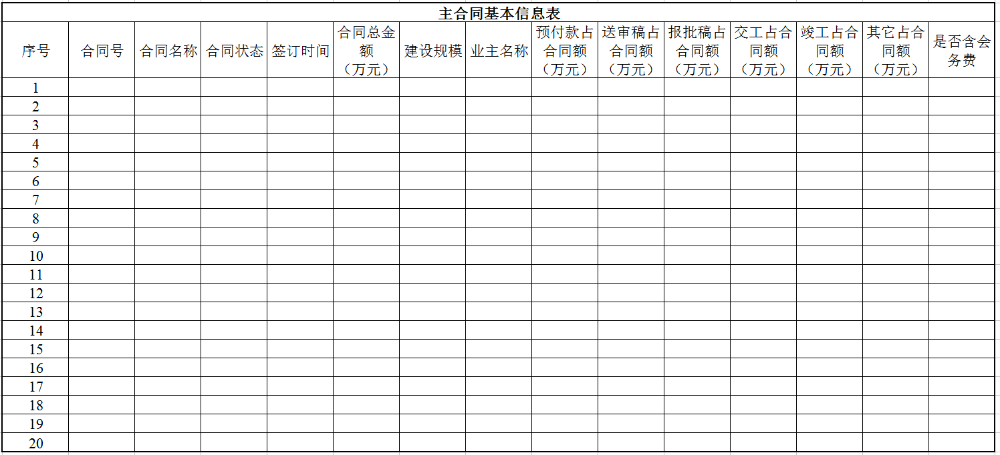 主合同基本信息表
序号
合同号
合同名称
合同状态
签订时间
合同总金
额
（万元）
建设规模
业主名称
预付款占
合同额
（万元）
送审稿占
合同额
（万元）
报批稿占
合同额
（万元）
交工占合
同额
（万元）
竣工占合
同额
（万元）
其它占合
同额
（万元）
是否含会
务费
1
2
3
4
5
6
7
8
9
10
11
12
13
14
15
16
17
18
19
20